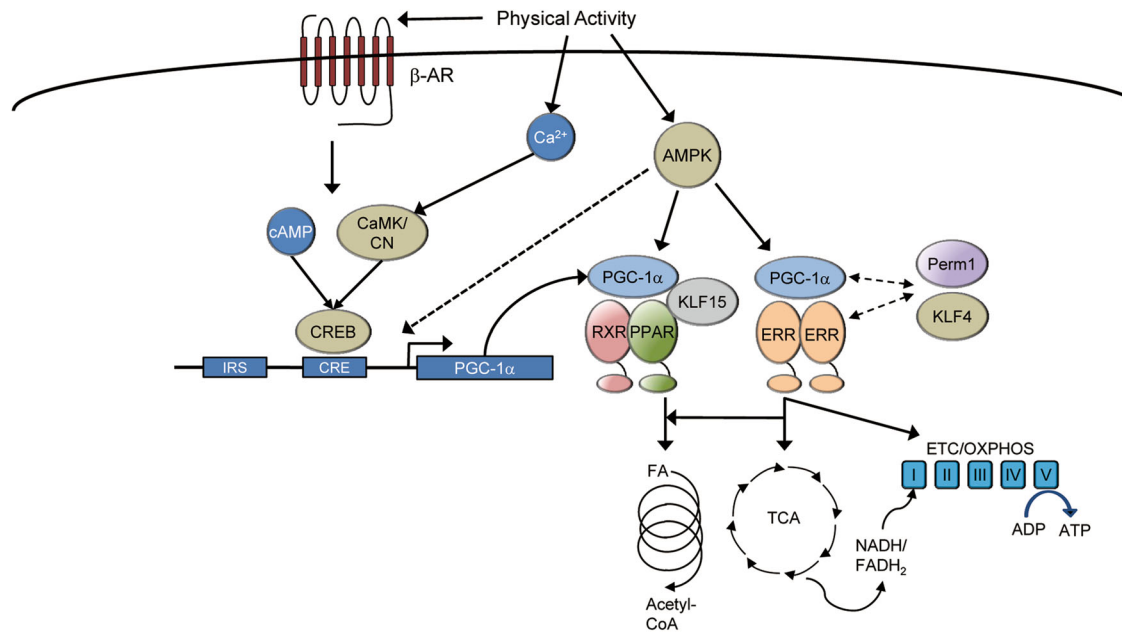 Physical Activity
β-AR
Ca²⁺
AMPK
cAMP
CaMK/
CN
CREB
IRS
CRE
PGC-1α
PGC-1α
KLF15
RXR
PPAR
PGC-1α
ERR
ERR
Perm1
KLF4
FA
Acetyl-
CoA
TCA
NADH/
FADH₂
ETC/OXPHOS
I II III IV V
ADP
ATP